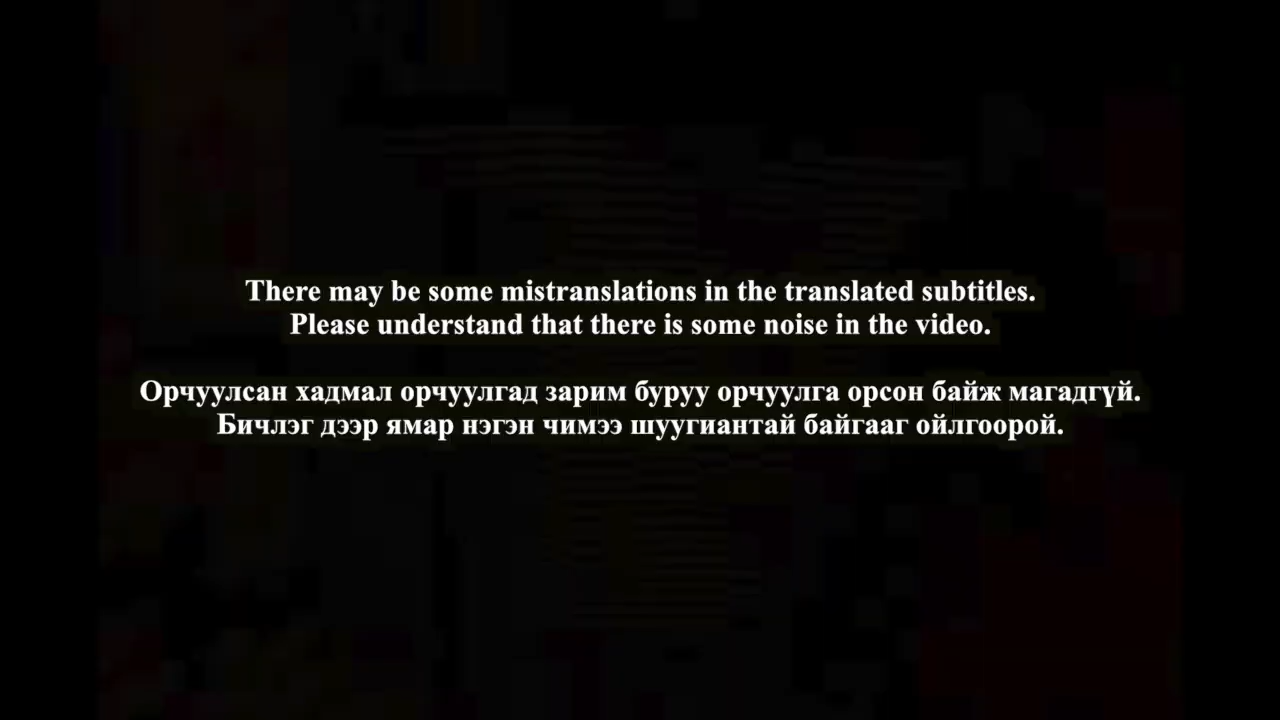 There may be some mistranslations in the translated subtitles.
Please understand that there is some noise in the video.
Орчуулсан хадмал орчуулгад зарим буруу орчуулга орсон байж магадгүй.
Бичлэг дээр ямар нэгэн чимээ шуугиантай байгааг ойлгоорой.